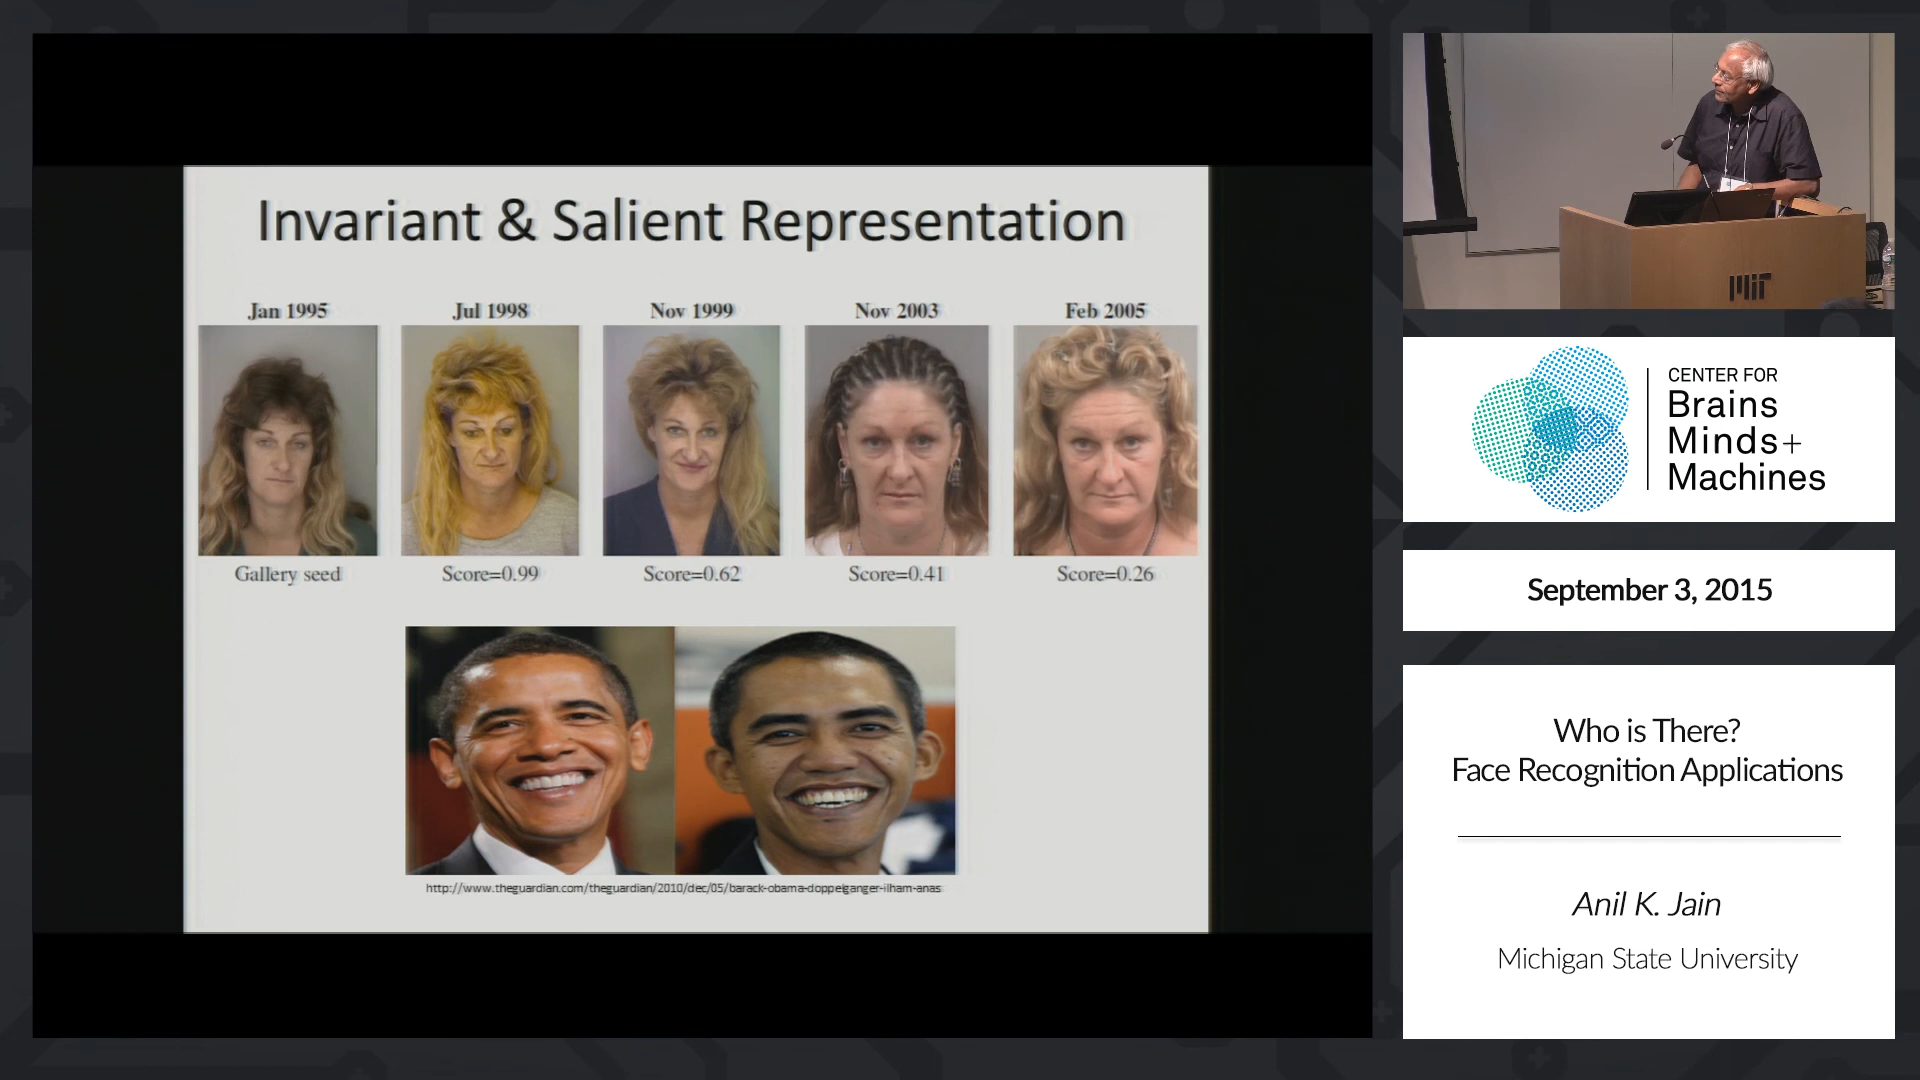 Invariant & Salient Representation
Jan 1995
Jul 1998
Nov 1999
Nov 2003
Feb 2005
Gallery seed
Score=0.99
Score=0.62
Score=0.41
Score=0.26
http://www.theguardian.com/theguardian/2010/dec/05/barack-obama-doppelganger-ilham-anas
MIT
CENTER FOR
Brains
Minds+
Machines
September 3, 2015
Who is There?
Face Recognition Applications
Anil K. Jain
Michigan State University